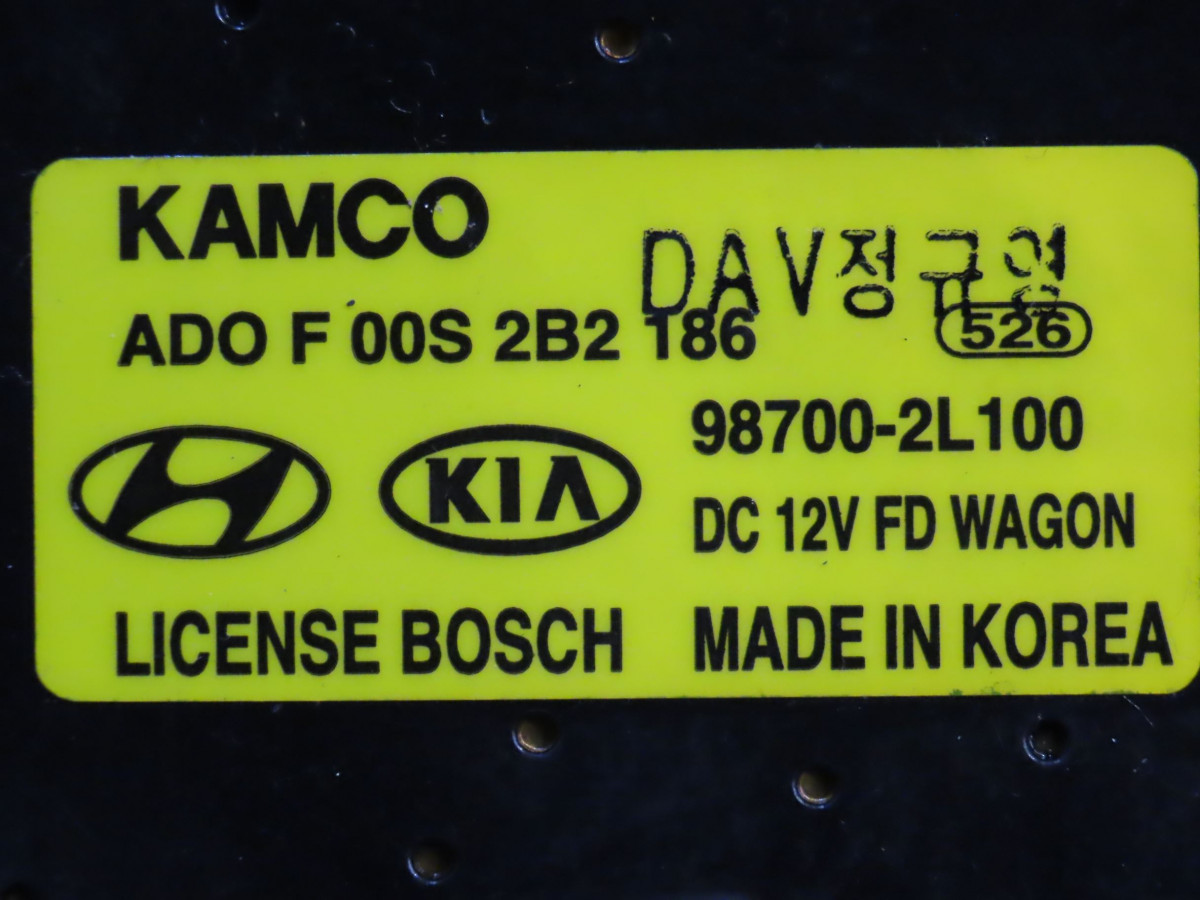 KAMCO
DAV정규열
ADO F 00S 2B2 186
526
98700-2L100
KIA
DC 12V FD WAGON
LICENSE BOSCH
MADE IN KOREA